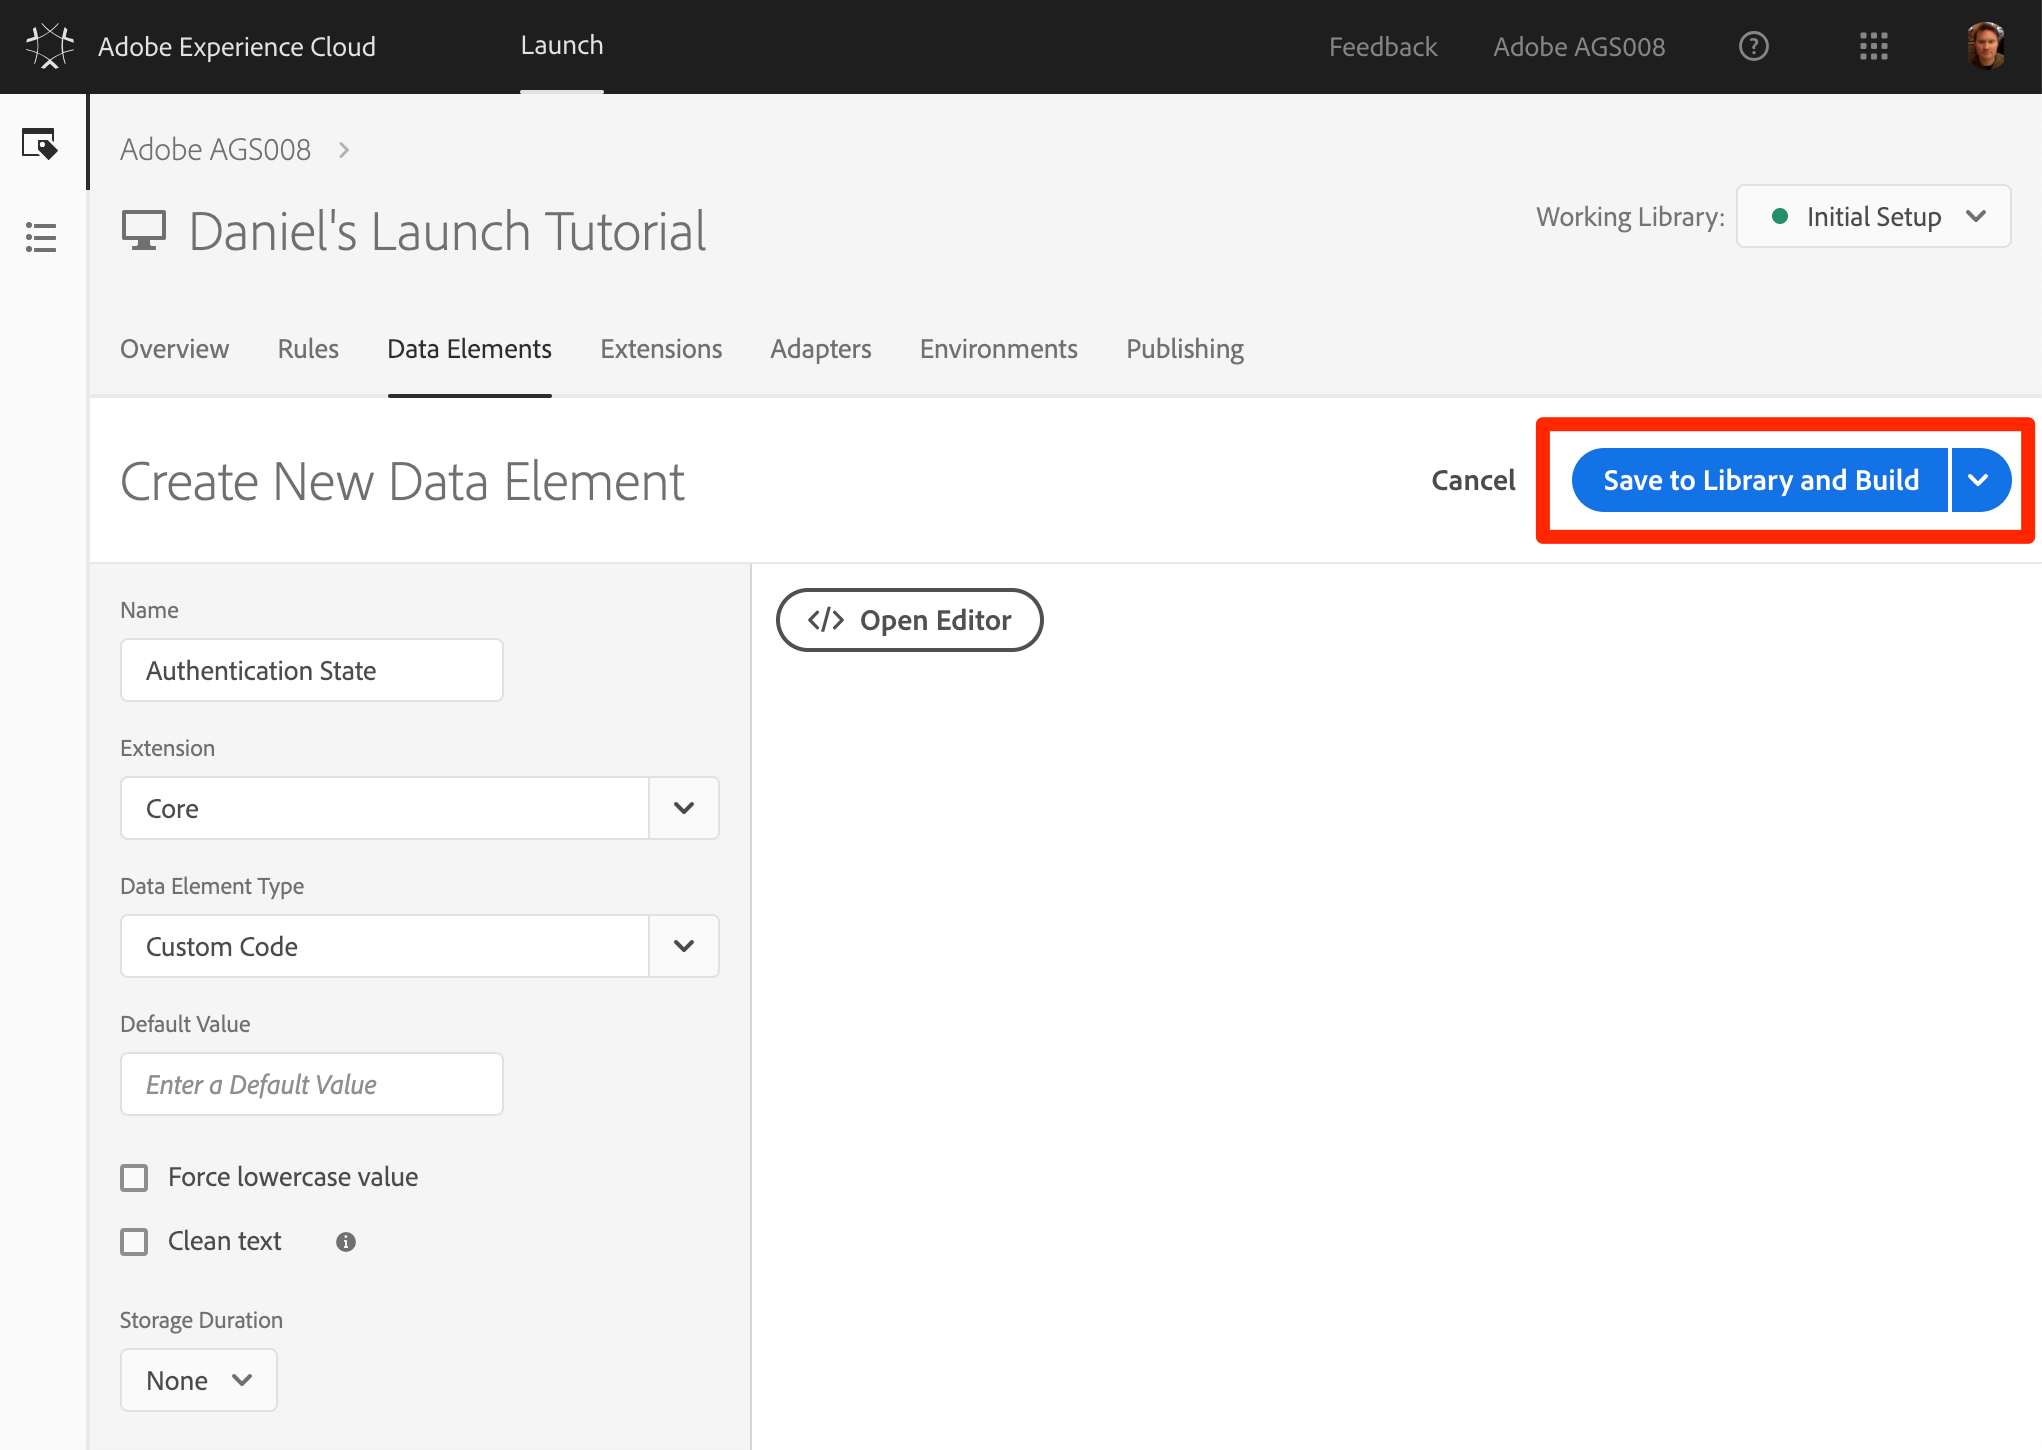 Adobe Experience Cloud
Launch
Feedback
Adobe AGS008
Adobe AGS008
Daniel's Launch Tutorial
Working Library:
Initial Setup
Overview
Rules
Data Elements
Extensions
Adapters
Environments
Publishing
Create New Data Element
Cancel
Save to Library and Build
Name
Authentication State
Extension
Core
Data Element Type
Custom Code
Default Value
Enter a Default Value
Force lowercase value
Clean text
Storage Duration
None
</> Open Editor